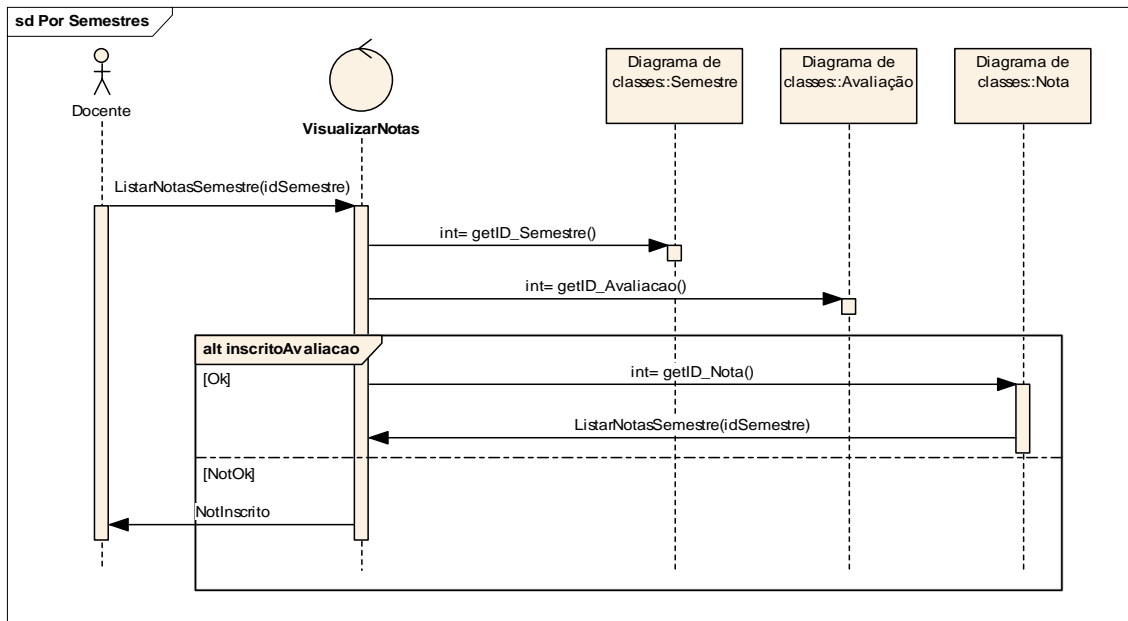 sd Por Semestres
Docente
VisualizarNotas
Diagrama de
classes::Semestre
Diagrama de
classes::Avaliação
Diagrama de
classes::Nota
ListarNotasSemestre(idSemestre)
int= getID_Semestre()
int= getID_Avaliacao()
alt inscritoAvaliacao
[Ok]
int= getID_Nota()
ListarNotasSemestre(idSemestre)
[NotOk]
NotInscrito